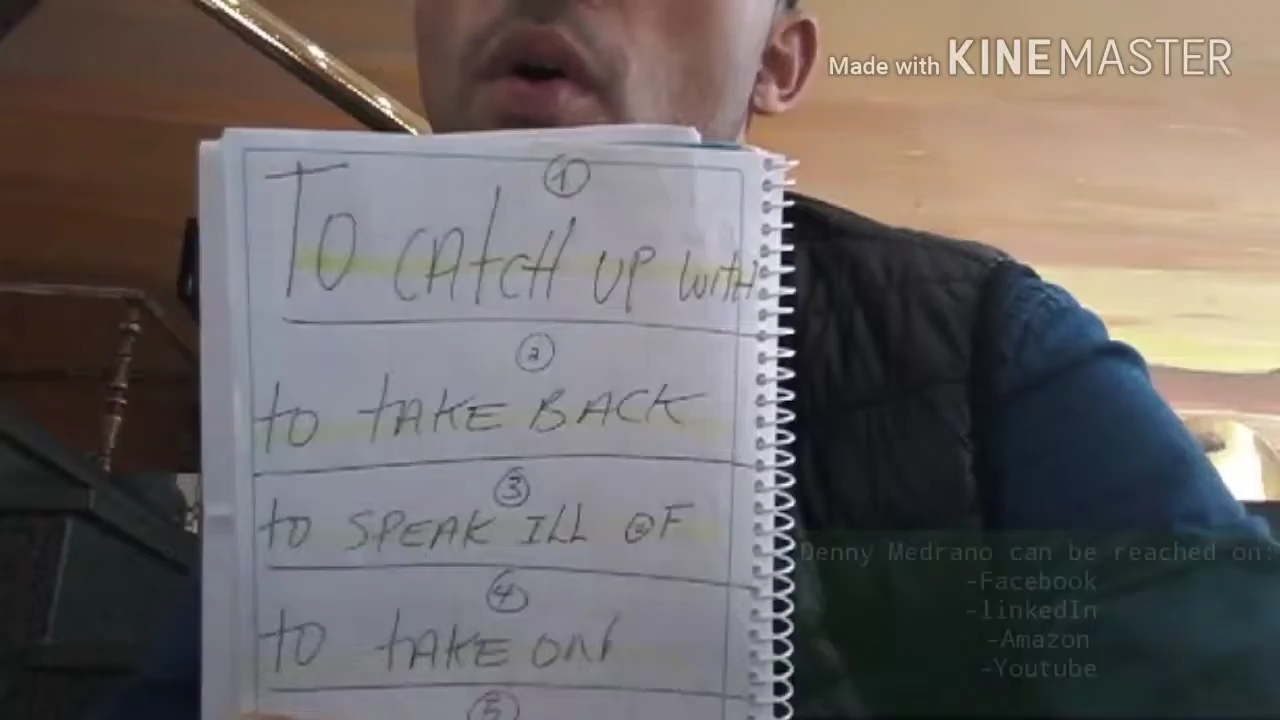 Made with KINEMASTER
①
To CATCH UP WITH
②
to TAKE BACK
③
to SPEAK ILL OF
④
to TAKE ON
⑤
Denny Medrano can be reached on:
-Facebook
-linkedIn
-Amazon
-Youtube